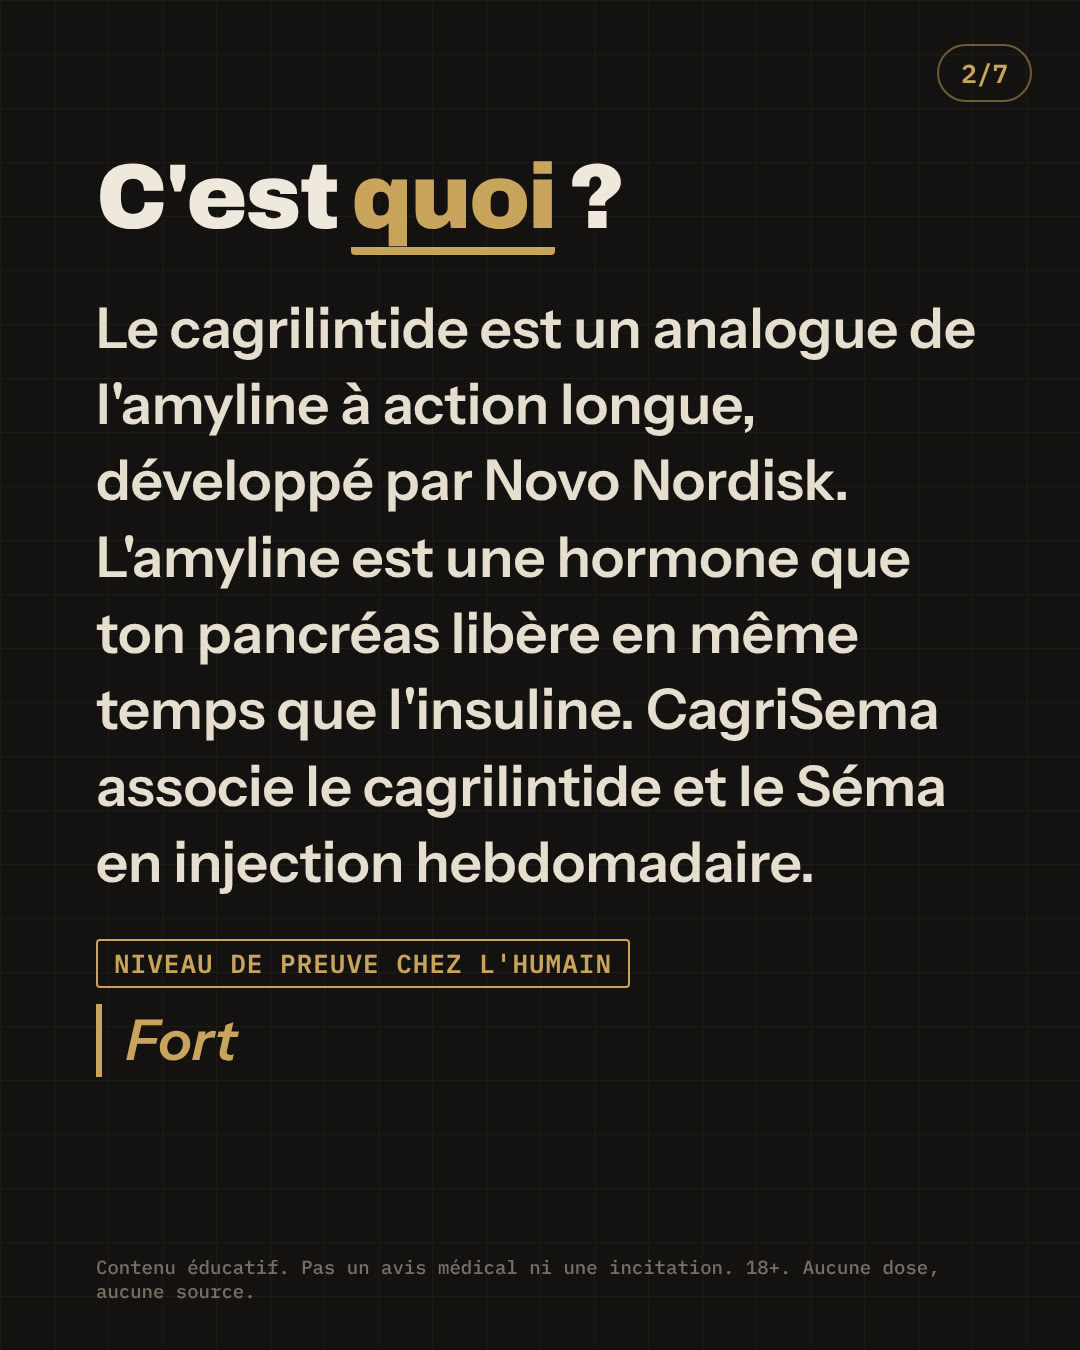 2/7
C'est quoi ?
Le cagrilintide est un analogue de
l'amyline à action longue,
développé par Novo Nordisk.
L'amyline est une hormone que
ton pancréas libère en même
temps que l'insuline. CagriSema
associe le cagrilintide et le Séma
en injection hebdomadaire.
NIVEAU DE PREUVE CHEZ L'HUMAIN
Fort
Contenu éducatif. Pas un avis médical ni une incitation. 18+. Aucune dose,
aucune source.